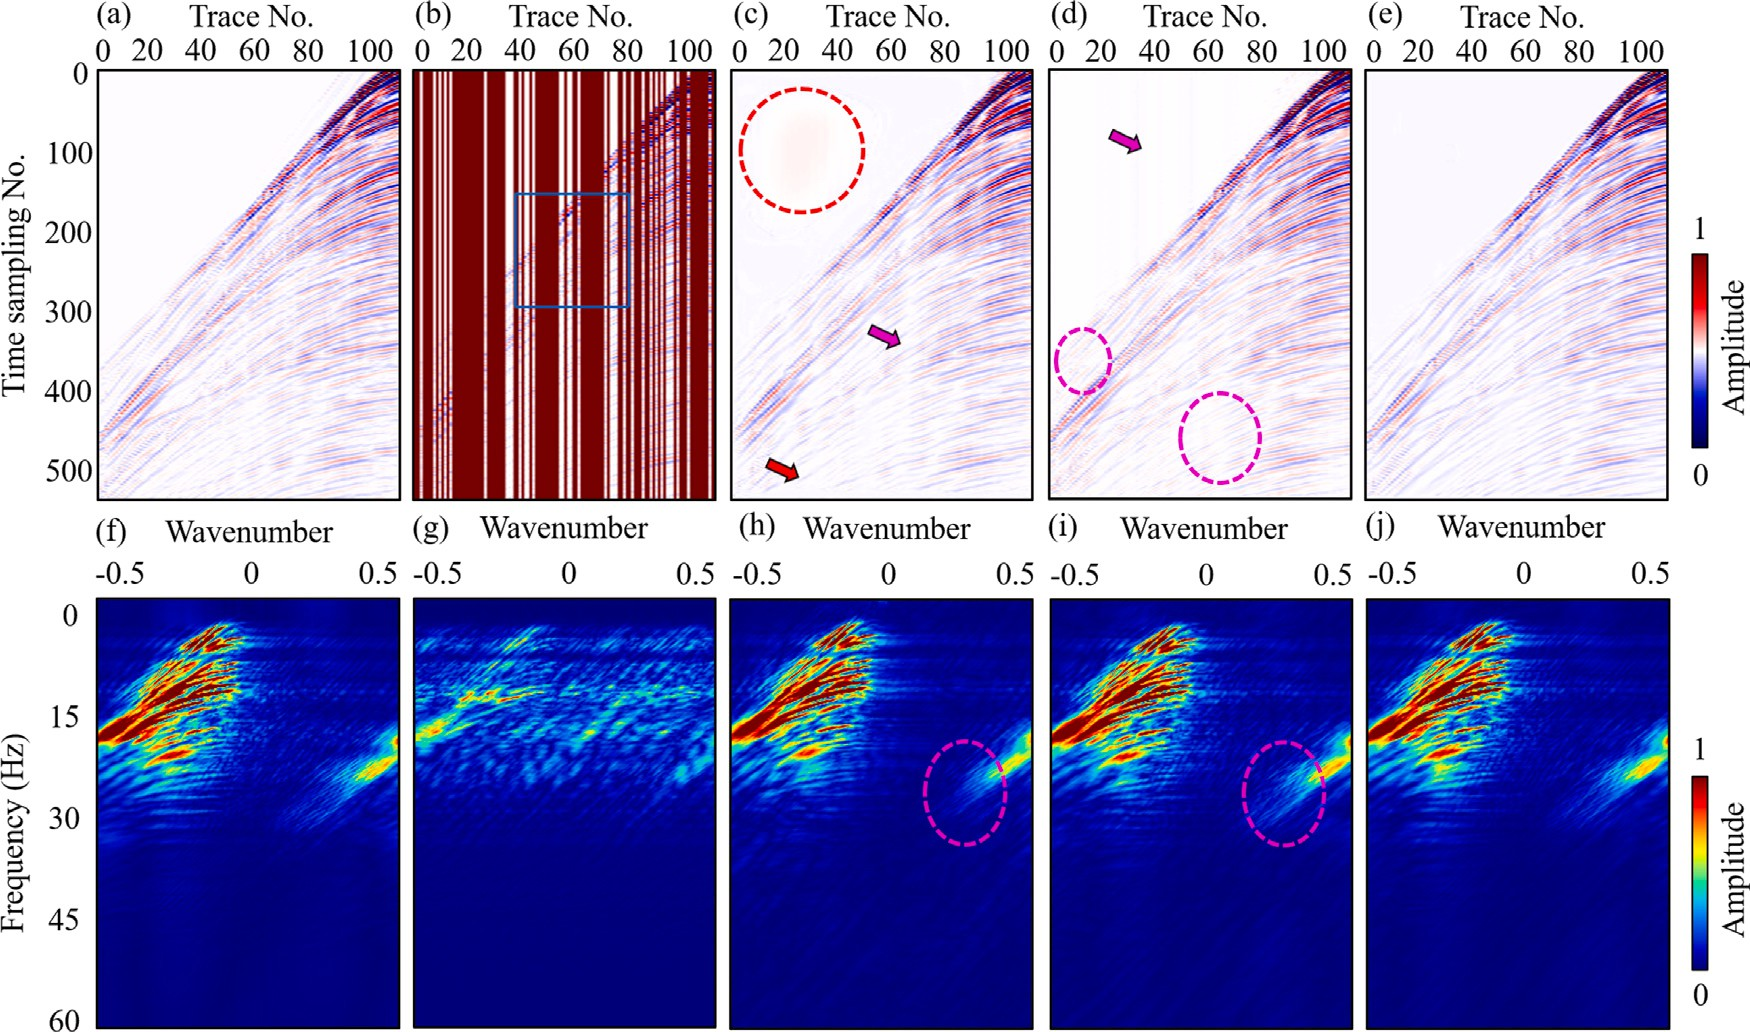 (a) Trace No. (b) Trace No. (c) Trace No. (d) Trace No. (e) Trace No.
0 20 40 60 80 100 0 20 40 60 80 100 0 20 40 60 80 100 0 20 40 60 80 100 0 20 40 60 80 100
Time sampling No.
0
100
200
300
400
500
1
Amplitude
0
(f) Wavenumber (g) Wavenumber (h) Wavenumber (i) Wavenumber (j) Wavenumber
-0.5 0 0.5 -0.5 0 0.5 -0.5 0 0.5 -0.5 0 0.5 -0.5 0 0.5
Frequency (Hz)
0
15
30
45
60
1
Amplitude
0